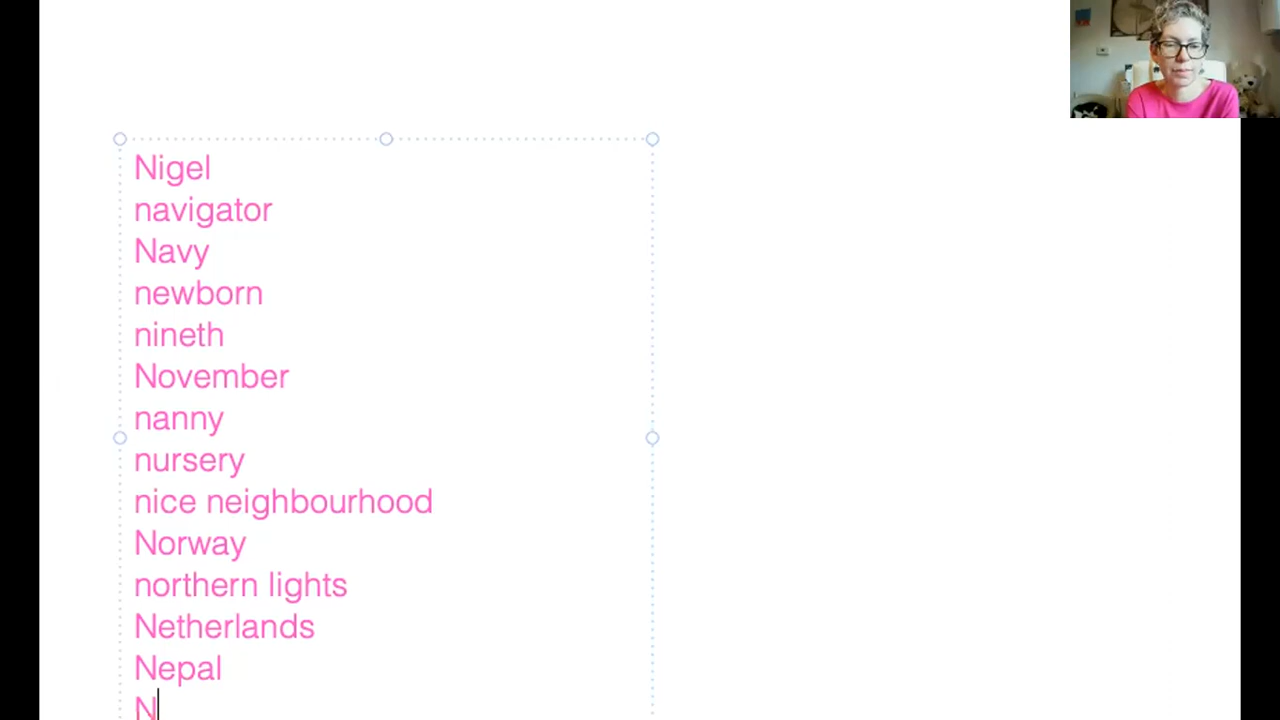 Nigel
navigator
Navy
newborn
nineth
November
nanny
nursery
nice neighbourhood
Norway
northern lights
Netherlands
Nepal
N